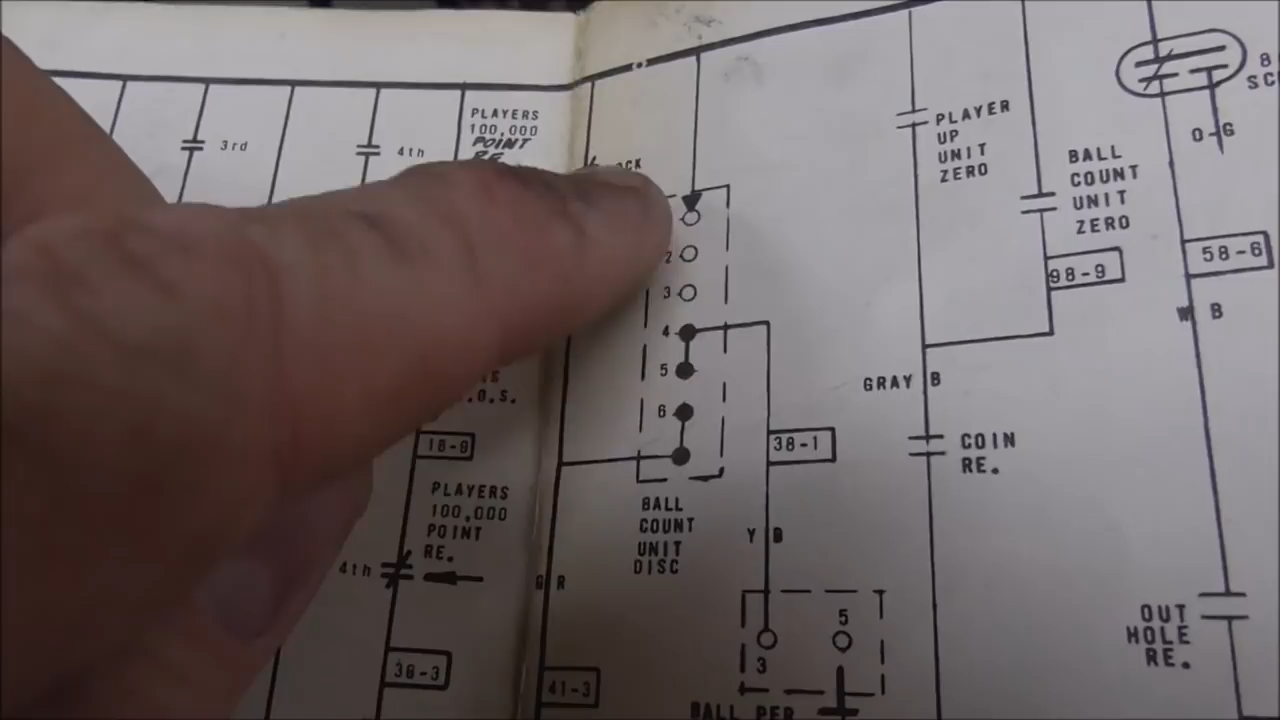 PLAYERS
100,000
POINT
RE.
3rd
4th
2
3
4
5
6
BALL
COUNT
UNIT
DISC
18-8
PLAYERS
100,000
POINT
RE.
4th
38-3
R
41-3
38-1
Y B
3
5
BALL PER
PLAYER
UP
UNIT
ZERO
BALL
COUNT
UNIT
ZERO
98-9
GRAY B
COIN
RE.
8
SC
0-6
58-6
W B
OUT
HOLE
RE.